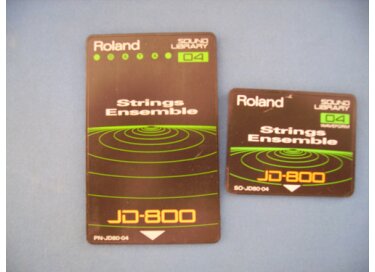 Roland
SOUND
LIBRARY
DATA
04
Strings
Ensemble
JD-800
PN-JD80-04
Roland
SOUND
LIBRARY
04
WAVEFORM
Strings
Ensemble
JD-800
SO-JD80-04